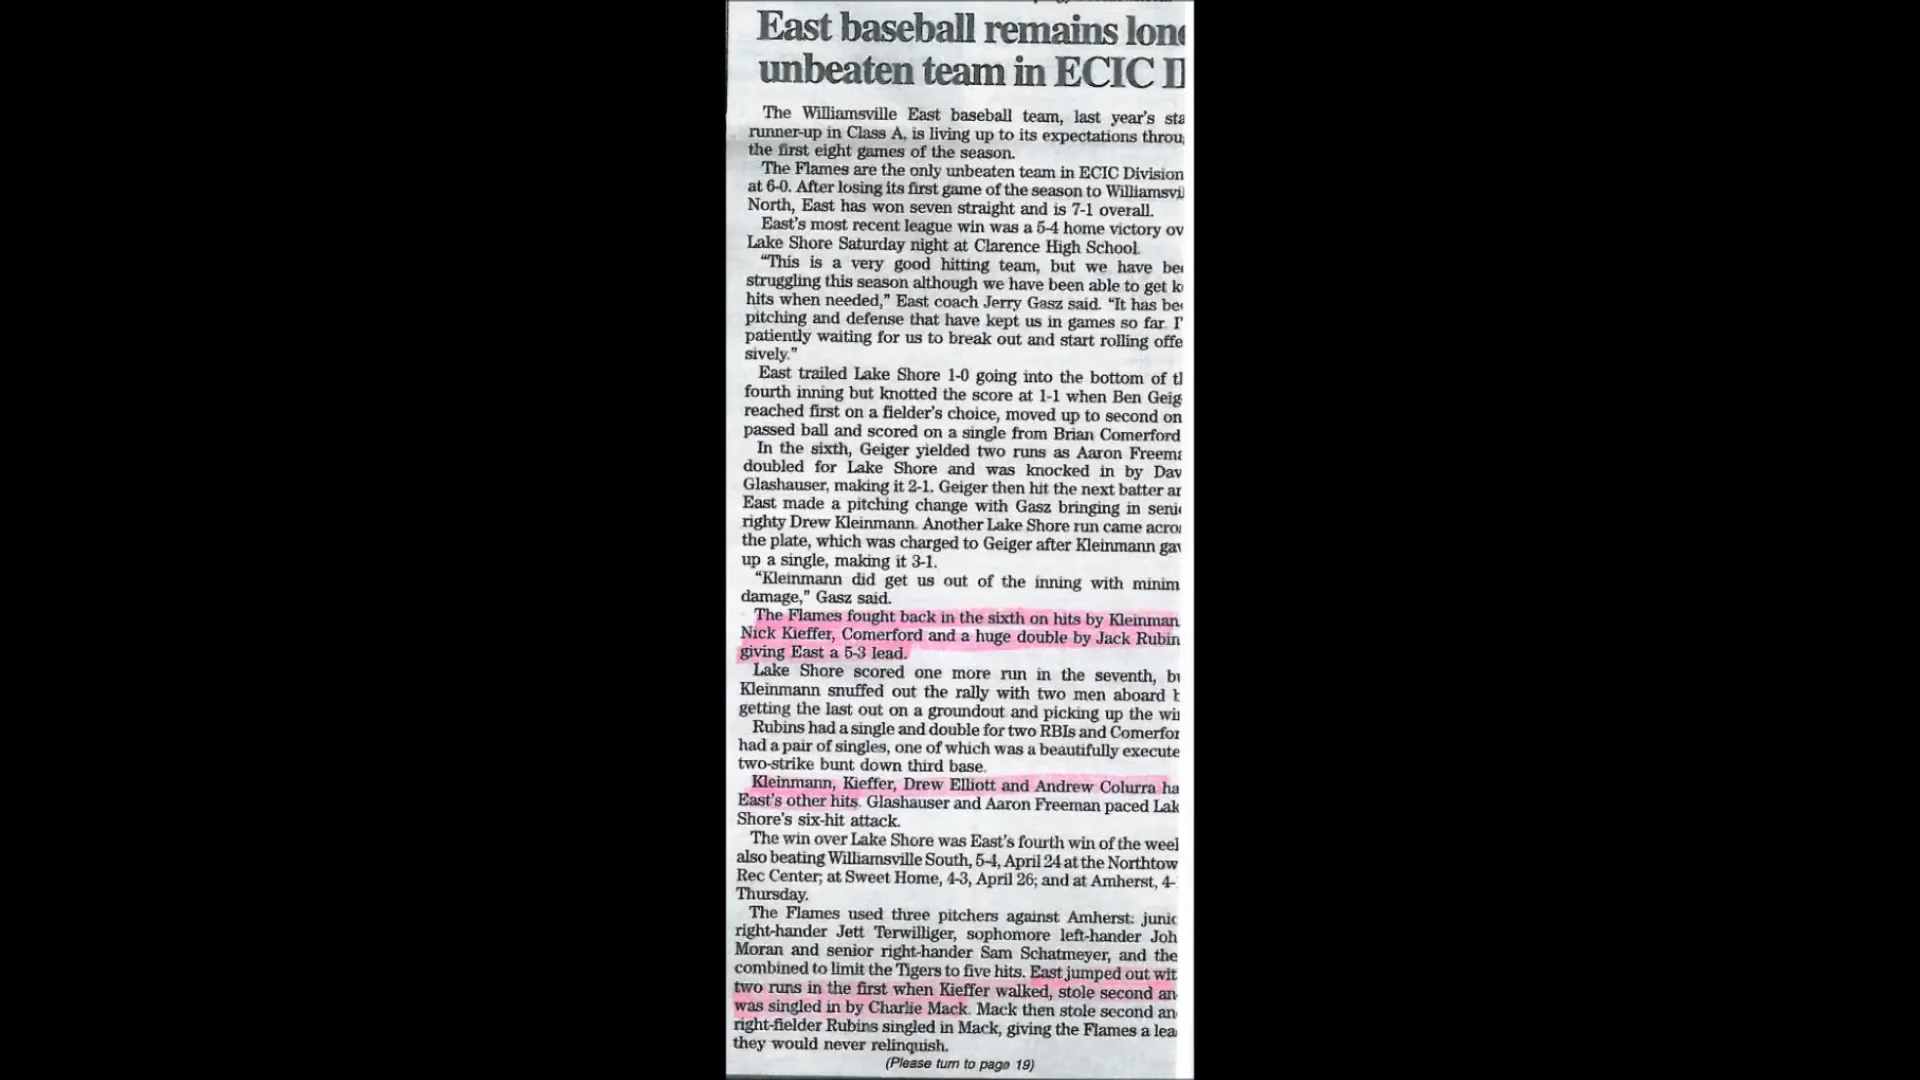 East baseball remains lone
unbeaten team in ECIC D
The Williamsville East baseball team, last year's sta
runner-up in Class A, is living up to its expectations throu
the first eight games of the season.
The Flames are the only unbeaten team in ECIC Division
at 6-0. After losing its first game of the season to Williamsvi
North, East has won seven straight and is 7-1 overall.
East's most recent league win was a 5-4 home victory ov
Lake Shore Saturday night at Clarence High School.
"This is a very good hitting team, but we have bee
struggling this season although we have been able to get k
hits when needed," East coach Jerry Gasz said. "It has bee
pitching and defense that have kept us in games so far. I'
patiently waiting for us to break out and start rolling offe
sively."
East trailed Lake Shore 1-0 going into the bottom of t
fourth inning but knotted the score at 1-1 when Ben Geig
reached first on a fielder's choice, moved up to second on
passed ball and scored on a single from Brian Comerford
In the sixth, Geiger yielded two runs as Aaron Freema
doubled for Lake Shore and was knocked in by Dav
Glashauser, making it 2-1. Geiger then hit the next batter an
East made a pitching change with Gasz bringing in senio
righty Drew Kleinmann. Another Lake Shore run came acro
the plate, which was charged to Geiger after Kleinmann gav
up a single, making it 3-1.
"Kleinmann did get us out of the inning with minim
damage," Gasz said.
The Flames fought back in the sixth on hits by Kleinman
Nick Kieffer, Comerford and a huge double by Jack Rubin
giving East a 5-3 lead.
Lake Shore scored one more run in the seventh, bu
Kleinmann snuffed out the rally with two men aboard b
getting the last out on a groundout and picking up the wi
Rubins had a single and double for two RBIs and Comerfor
had a pair of singles, one of which was a beautifully execute
two-strike bunt down third base.
Kleinmann, Kieffer, Drew Elliott and Andrew Colurra ha
East's other hits. Glashauser and Aaron Freeman paced Lak
Shore's six-hit attack.
The win over Lake Shore was East's fourth win of the wee
also beating Williamsville South, 5-4, April 24 at the Northtow
Rec Center; at Sweet Home, 4-3, April 26; and at Amherst, 4-
Thursday.
The Flames used three pitchers against Amherst: junio
right-hander Jett Terwilliger, sophomore left-hander Joh
Moran and senior right-hander Sam Schatmeyer, and the
combined to limit the Tigers to five hits. East jumped out wit
two runs in the first when Kieffer walked, stole second an
was singled in by Charlie Mack. Mack then stole second an
right-fielder Rubins singled in Mack, giving the Flames a lea
they would never relinquish.
(Please turn to page 19)